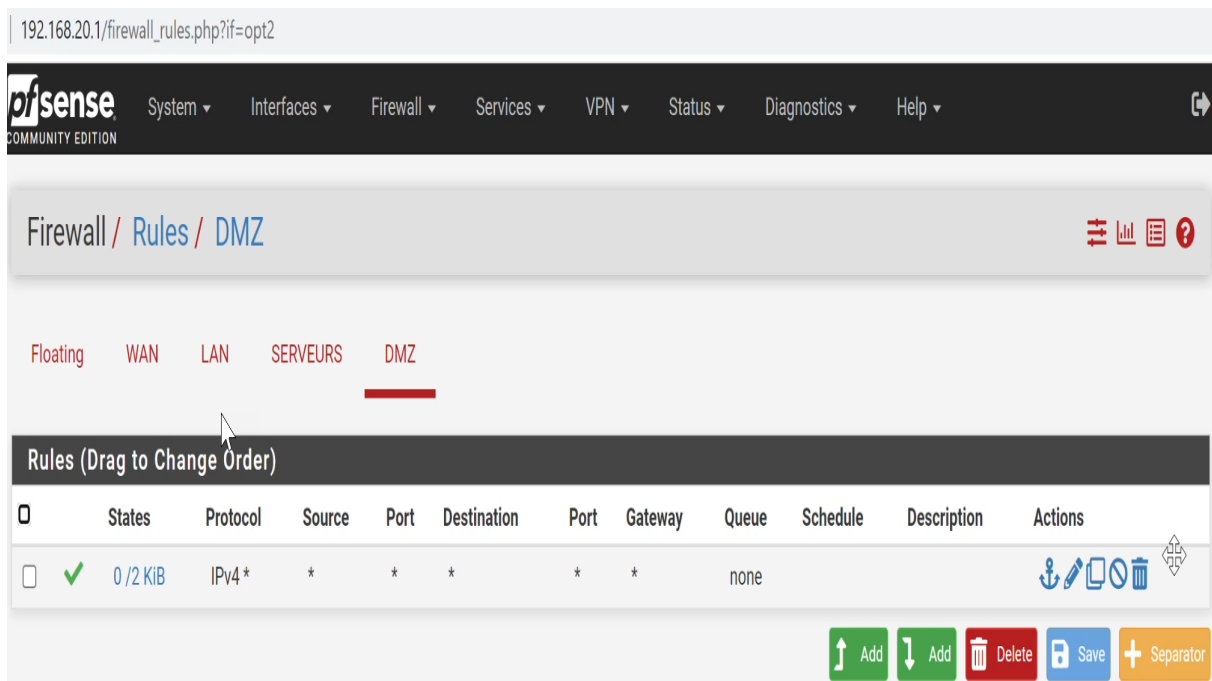 192.168.20.1/firewall_rules.php?if=opt2
pfsense System Interfaces Firewall Services VPN Status Diagnostics Help
COMMUNITY EDITION
Firewall / Rules / DMZ
Floating WAN LAN SERVEURS DMZ
Rules (Drag to Change Order)
States Protocol Source Port Destination Port Gateway Queue Schedule Description Actions
0 /2 KiB IPv4 * * * * * * none
Add Add Delete Save Separator